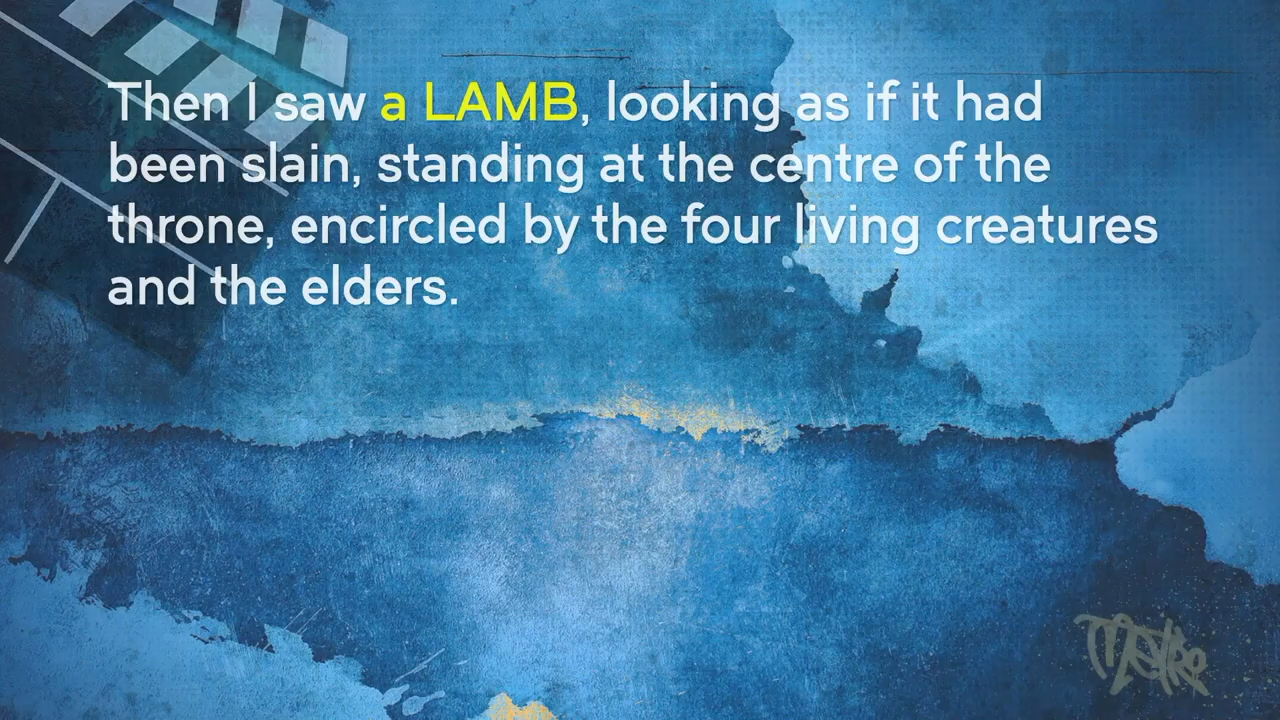 Then I saw a LAMB, looking as if it had
been slain, standing at the centre of the
throne, encircled by the four living creatures
and the elders.